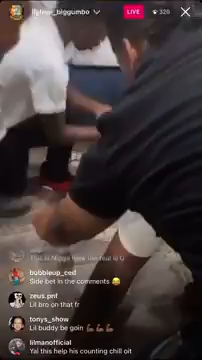 LIVE
329
bubbleup_ced
Side bet in the comments 😂
zeus.pnt
Lil bro on that fr
tonys_show
Lil buddy be goin
lilmanofficial
Yal this help his counting chill oit